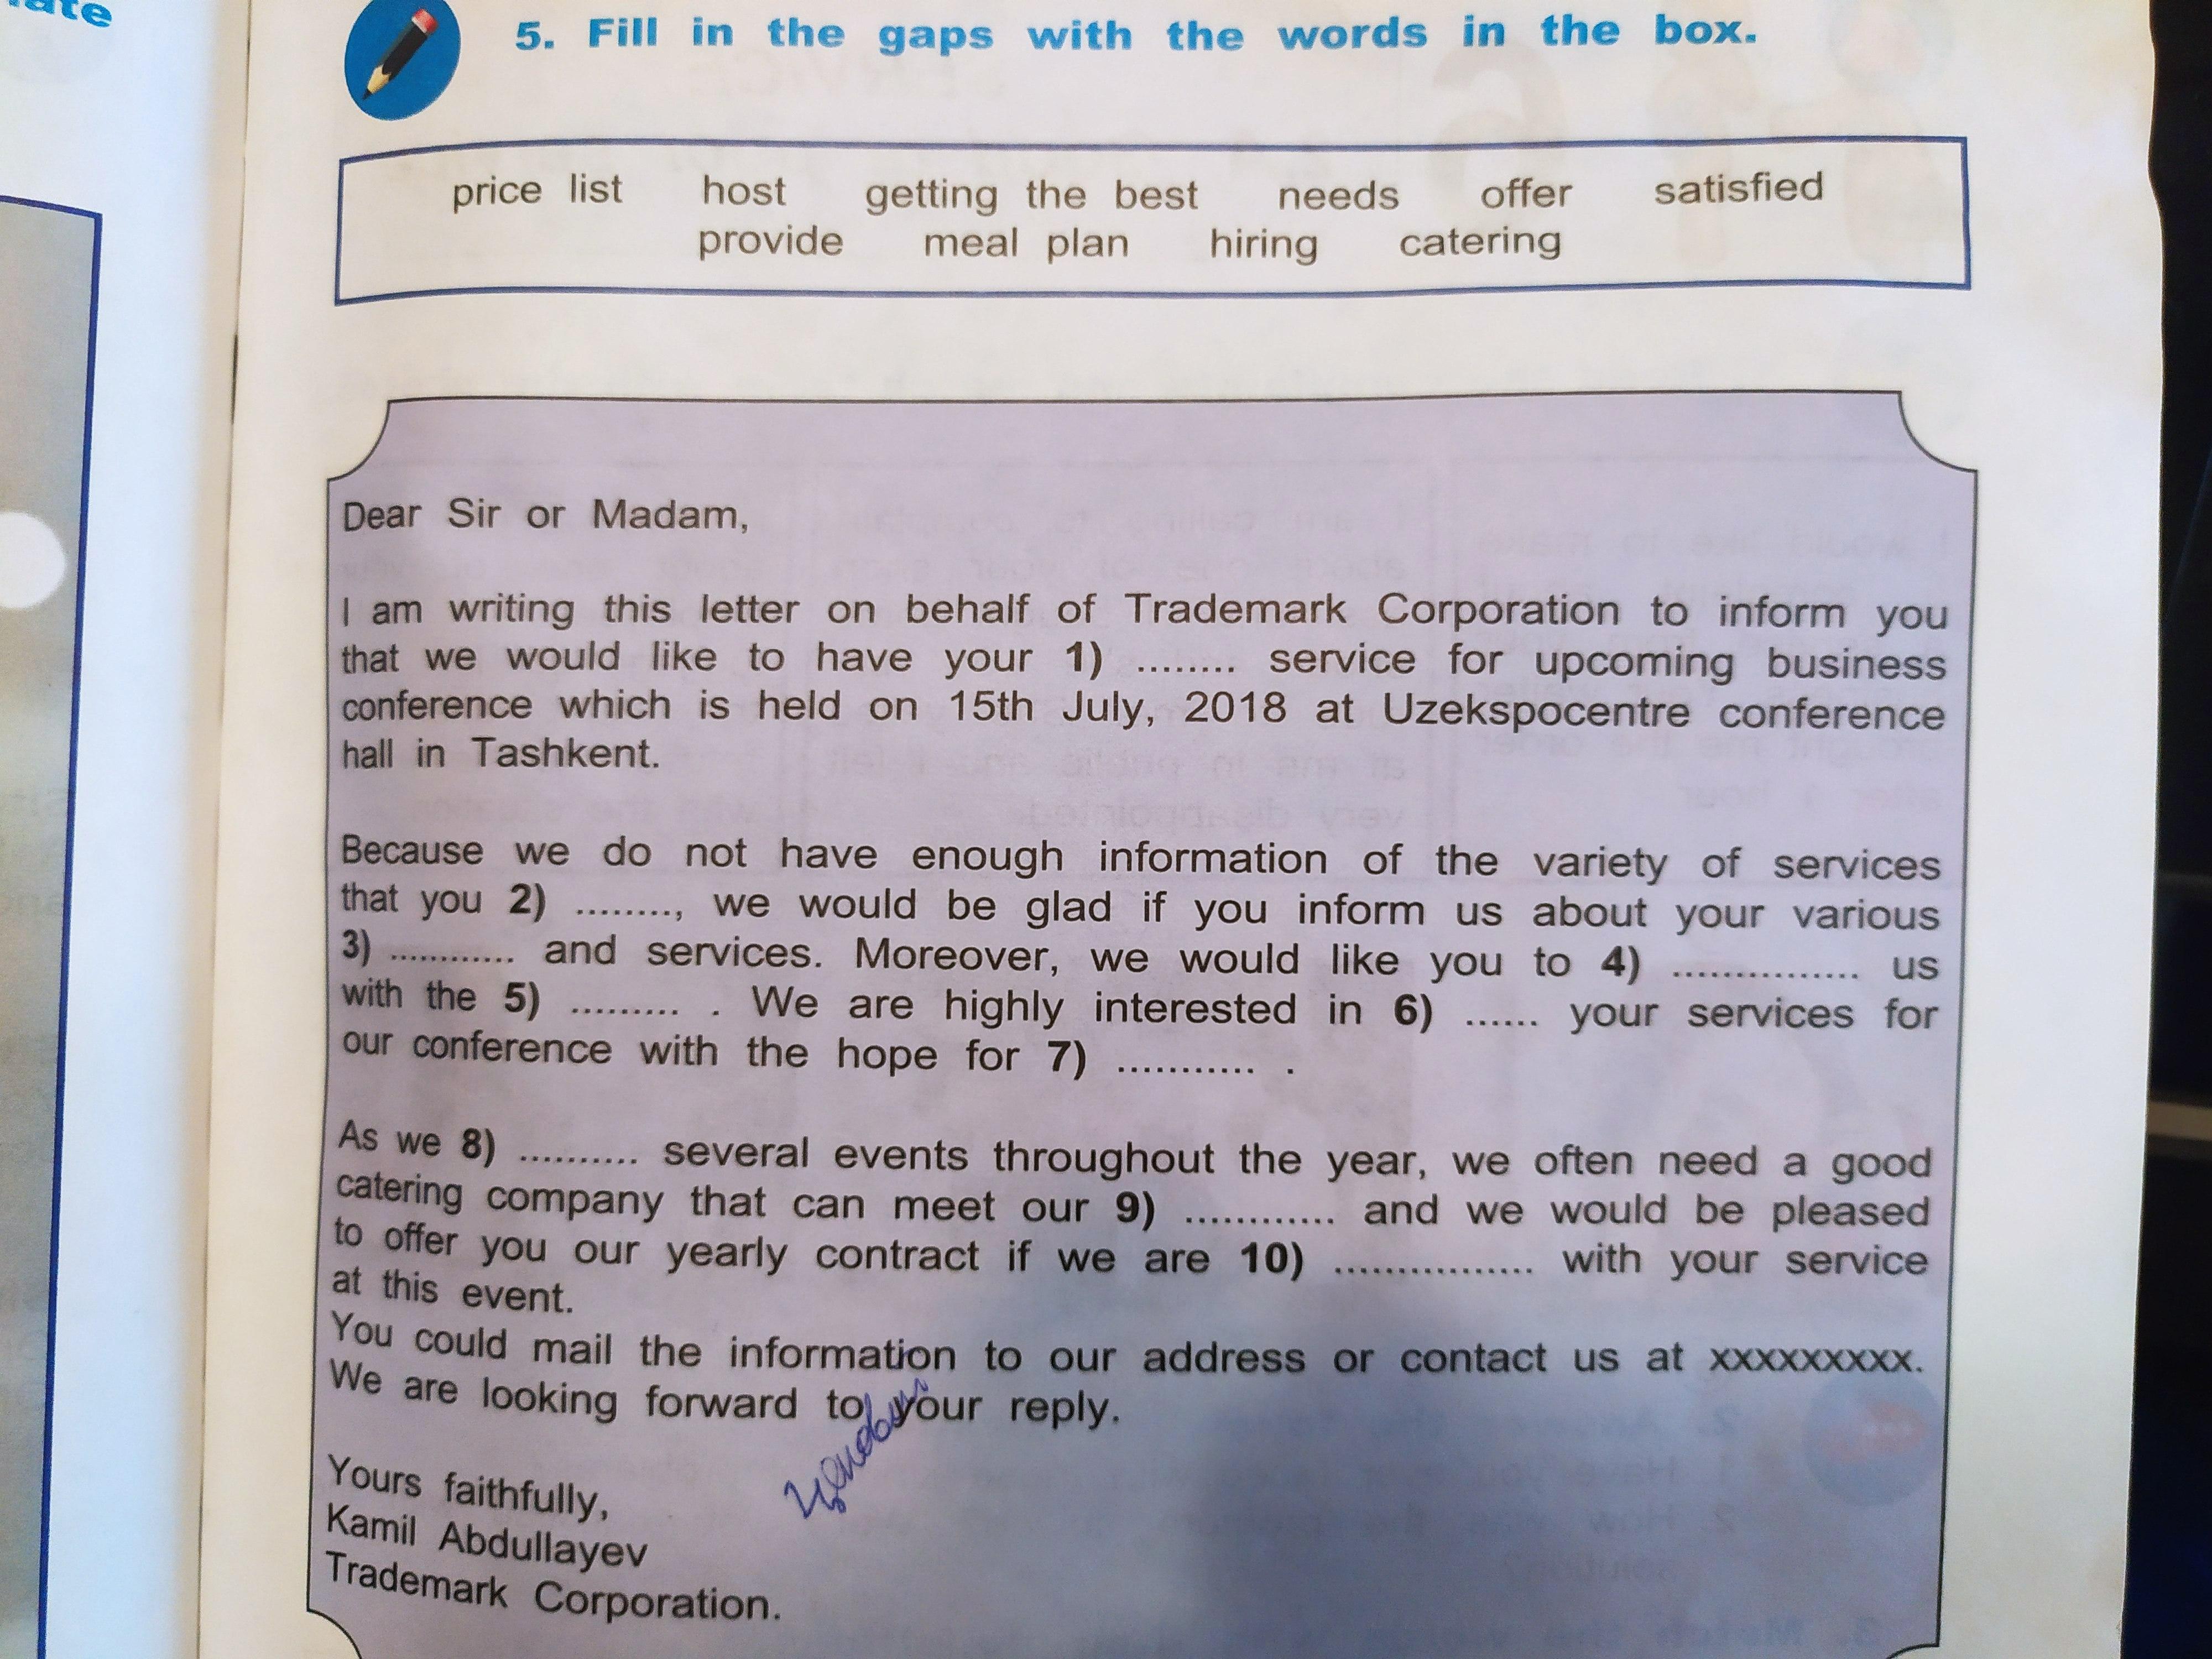 5. Fill in the gaps with the words in the box.
price list host getting the best needs offer satisfied
provide meal plan hiring catering
Dear Sir or Madam,
I am writing this letter on behalf of Trademark Corporation to inform you
that we would like to have your 1) ........ service for upcoming business
conference which is held on 15th July, 2018 at Uzekspocentre conference
hall in Tashkent.
Because we do not have enough information of the variety of services
that you 2) ........, we would be glad if you inform us about your various
3) ............ and services. Moreover, we would like you to 4) ............... us
with the 5) ......... . We are highly interested in 6) ...... your services for
our conference with the hope for 7) ........... .
As we 8) .......... several events throughout the year, we often need a good
catering company that can meet our 9) ............ and we would be pleased
to offer you our yearly contract if we are 10) ................ with your service
at this event.
You could mail the information to our address or contact us at xxxxxxxxx.
We are looking forward to your reply.
Yours faithfully,
Kamil Abdullayev
Trademark Corporation.